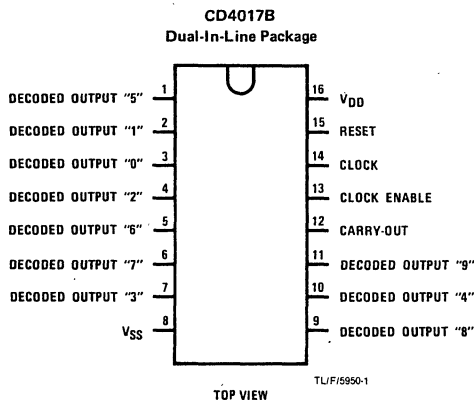 CD4017B
Dual-In-Line Package
DECODED OUTPUT "5" 1
DECODED OUTPUT "1" 2
DECODED OUTPUT "0" 3
DECODED OUTPUT "2" 4
DECODED OUTPUT "6" 5
DECODED OUTPUT "7" 6
DECODED OUTPUT "3" 7
VSS 8
16 VDD
15 RESET
14 CLOCK
13 CLOCK ENABLE
12 CARRY-OUT
11 DECODED OUTPUT "9"
10 DECODED OUTPUT "4"
9 DECODED OUTPUT "8"
TL/F/5950-1
TOP VIEW